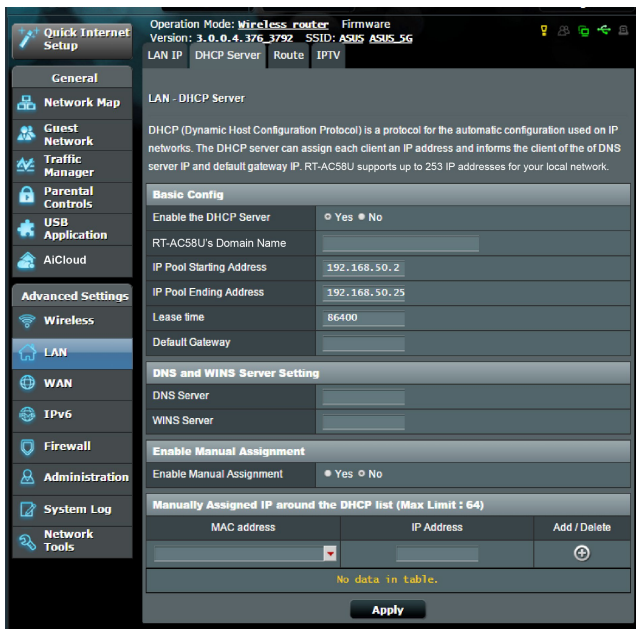 Quick Internet
Setup
General
Network Map
Guest
Network
Traffic
Manager
Parental
Controls
USB
Application
AiCloud
Advanced Settings
Wireless
LAN
WAN
IPv6
Firewall
Administration
System Log
Network
Tools
Operation Mode: Wireless router Firmware
Version: 3.0.0.4.376_3792 SSID: ASUS ASUS_5G
LAN IP DHCP Server Route IPTV
LAN - DHCP Server
DHCP (Dynamic Host Configuration Protocol) is a protocol for the automatic configuration used on IP
networks. The DHCP server can assign each client an IP address and informs the client of the of DNS
server IP and default gateway IP. RT-AC58U supports up to 253 IP addresses for your local network.
Basic Config
Enable the DHCP Server Yes No
RT-AC58U's Domain Name
IP Pool Starting Address 192.168.50.2
IP Pool Ending Address 192.168.50.25
Lease time 86400
Default Gateway
DNS and WINS Server Setting
DNS Server
WINS Server
Enable Manual Assignment
Enable Manual Assignment Yes No
Manually Assigned IP around the DHCP list (Max Limit : 64)
MAC address IP Address Add / Delete
No data in table.
Apply